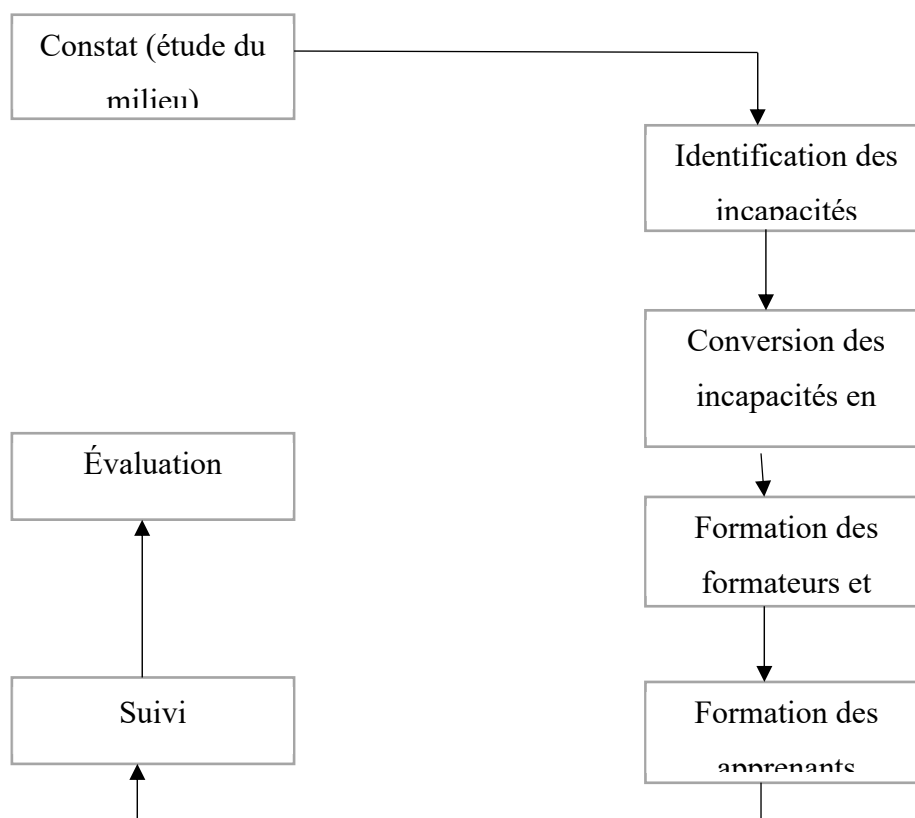 Constat (étude du
milieu)
Identification des
incapacités
Conversion des
incapacités en
Formation des
formateurs et
Formation des
apprenants
Suivi
Évaluation